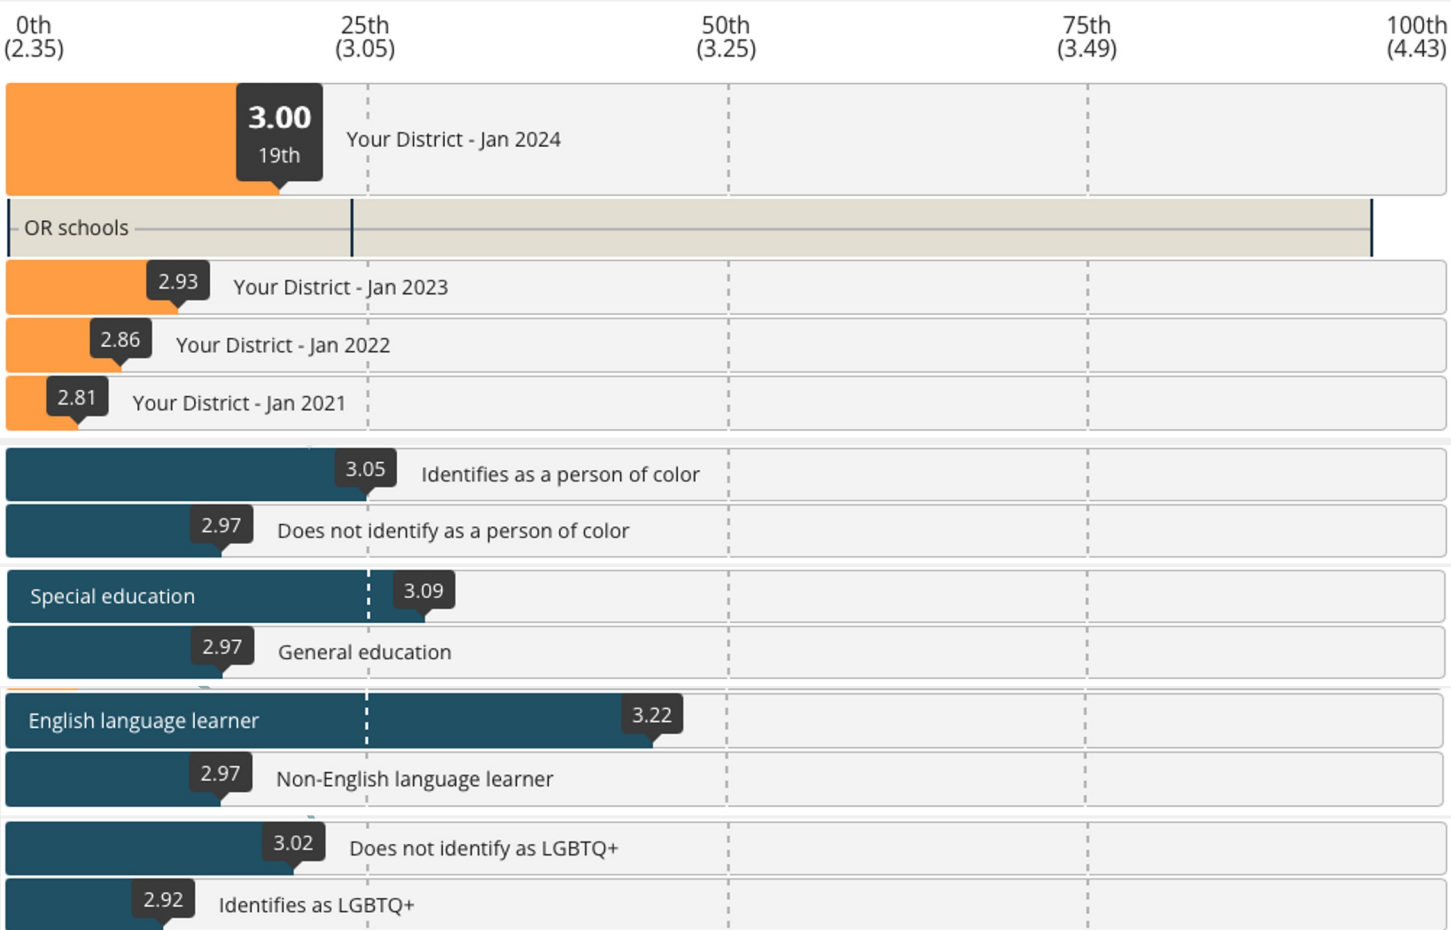 0th 25th 50th 75th 100th
(2.35) (3.05) (3.25) (3.49) (4.43)
3.00
19th
Your District - Jan 2024
OR schools
2.93 Your District - Jan 2023
2.86 Your District - Jan 2022
2.81 Your District - Jan 2021
3.05 Identifies as a person of color
2.97 Does not identify as a person of color
Special education 3.09
2.97 General education
English language learner 3.22
2.97 Non-English language learner
3.02 Does not identify as LGBTQ+
2.92 Identifies as LGBTQ+